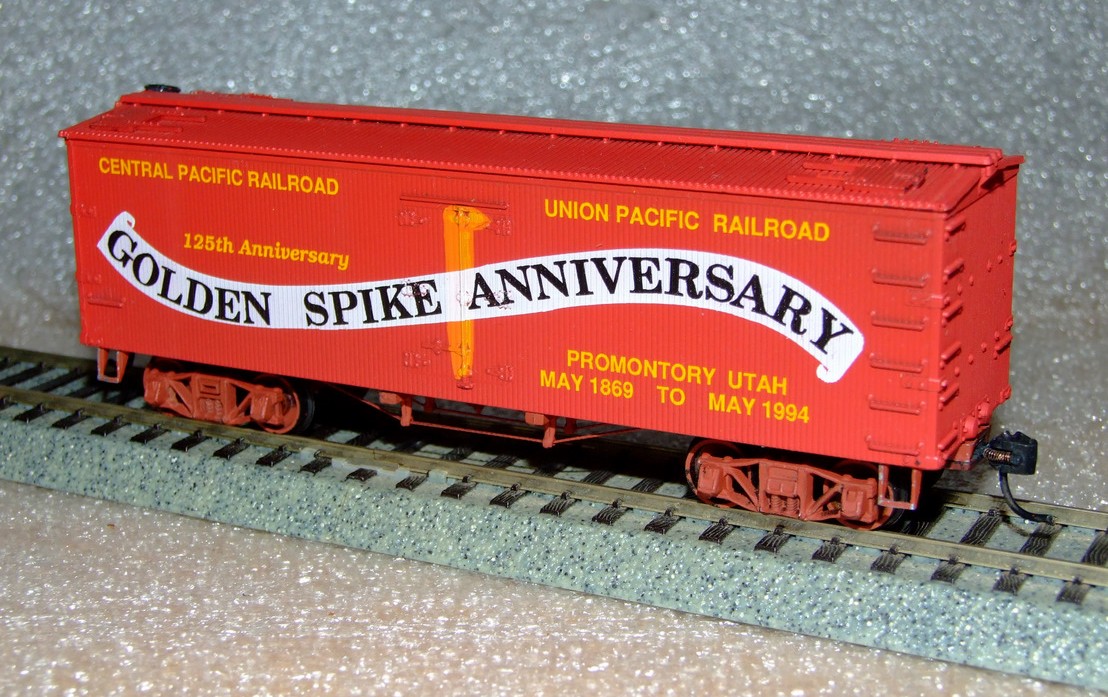 CENTRAL PACIFIC RAILROAD
UNION PACIFIC RAILROAD
125th Anniversary
GOLDEN SPIKE ANNIVERSARY
PROMONTORY UTAH
MAY 1869 TO MAY 1994